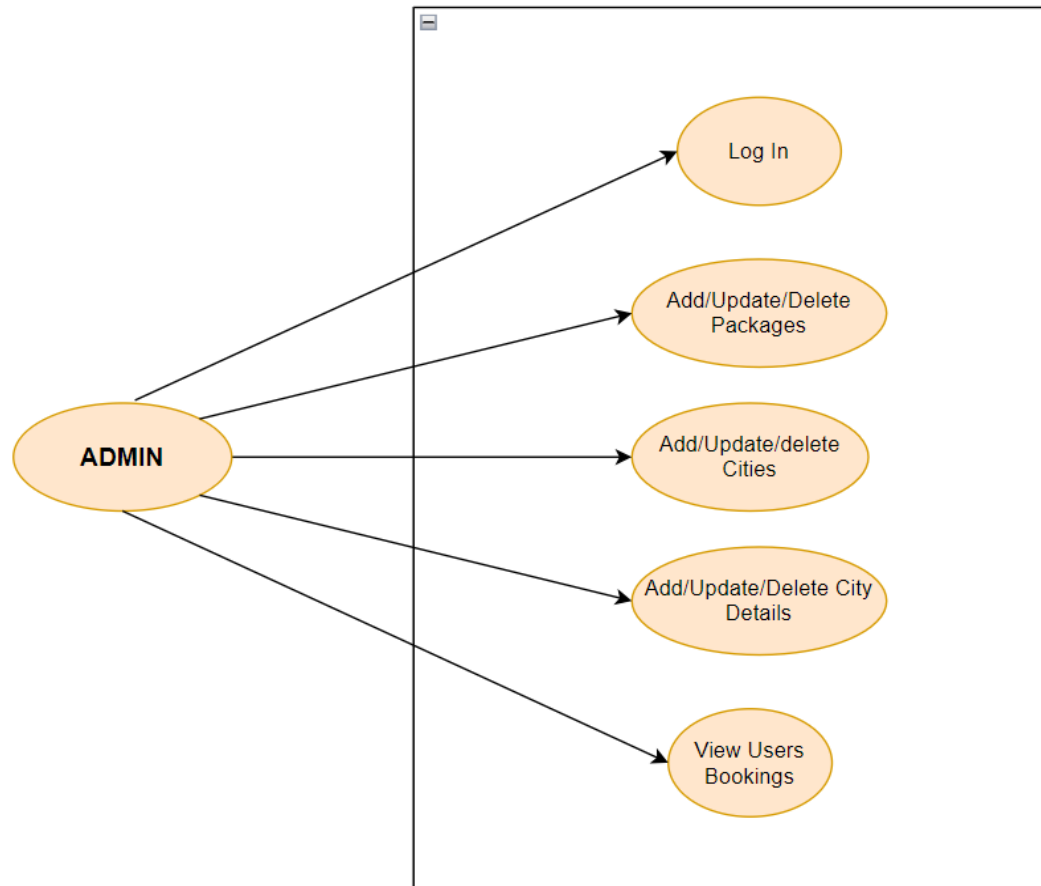 Log In
Add/Update/Delete
Packages
ADMIN
Add/Update/delete
Cities
Add/Update/Delete City
Details
View Users
Bookings